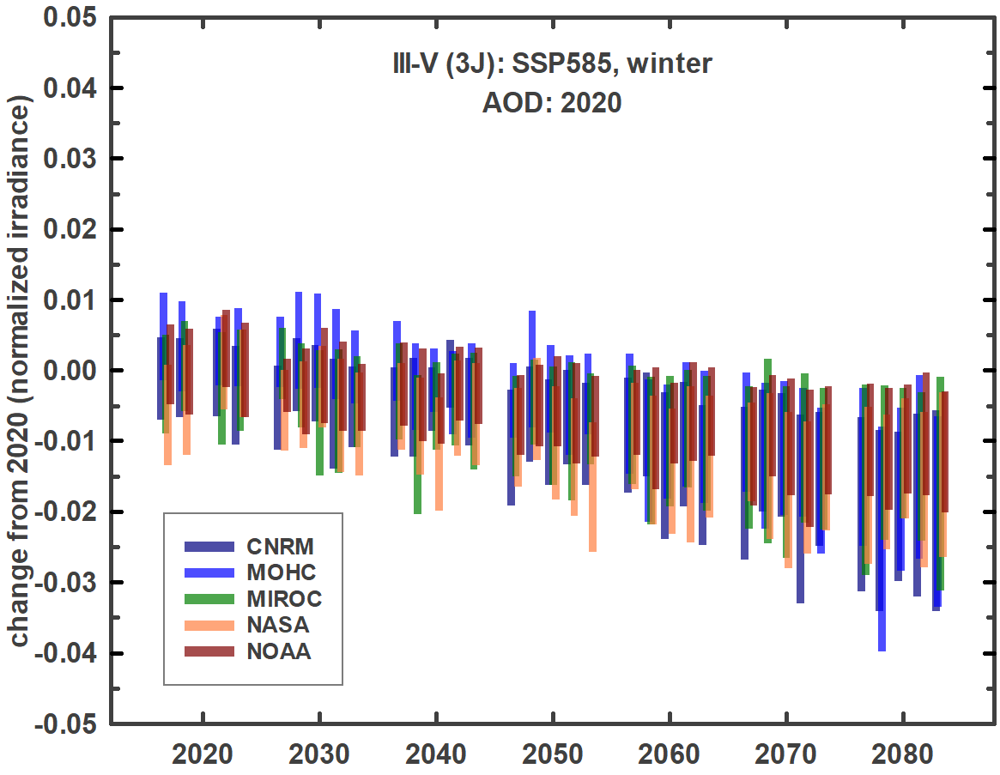 III-V (3J): SSP585, winter
AOD: 2020
change from 2020 (normalized irradiance)
0.05
0.04
0.03
0.02
0.01
0.00
-0.01
-0.02
-0.03
-0.04
-0.05
CNRM
MOHC
MIROC
NASA
NOAA
2020 2030 2040 2050 2060 2070 2080